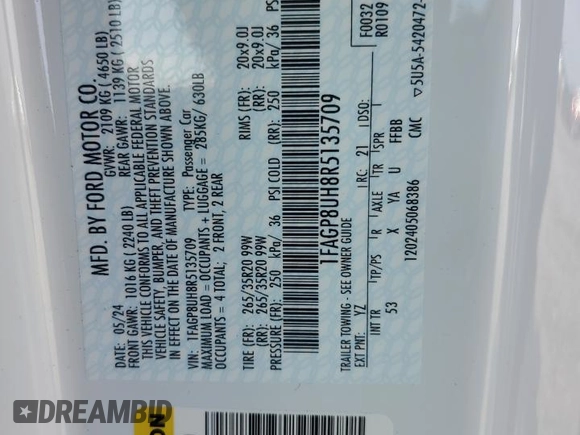 MFD. BY FORD MOTOR CO.
DATE: 05/24 GVWR: 2109 KG ( 4650 LB)
FRONT GAWR: 1016 KG ( 2240 LB) REAR GAWR: 1139 KG ( 2510 LB)
THIS VEHICLE CONFORMS TO ALL APPLICABLE FEDERAL MOTOR
VEHICLE SAFETY, BUMPER, AND THEFT PREVENTION STANDARDS
IN EFFECT ON THE DATE OF MANUFACTURE SHOWN ABOVE.
VIN: 1FAGP8UH8R5135709 TYPE: Passenger Car
MAXIMUM LOAD = OCCUPANTS + LUGGAGE = 285KG/ 630LB
OCCUPANTS = 4 TOTAL, 2 FRONT, 2 REAR
TIRE (FR): 265/35R20 99W RIMS (FR): 20x9.0J
(RR): 265/35R20 99W (RR): 20x9.0J
PRESSURE (FR): 250 kPa/ 36 PSI COLD (RR): 250 kPa/ 36 PS
1FAGP8UH8R5135709
F0032
R0109
TRAILER TOWING - SEE OWNER GUIDE
EXT PNT: YZ RC: 21 DSO:
INT TR TP/PS R AXLE TR SPR
53 X YA U FFBB
1202405068386 CMC ▽5U5A-5420472-
ON
DREAMBID